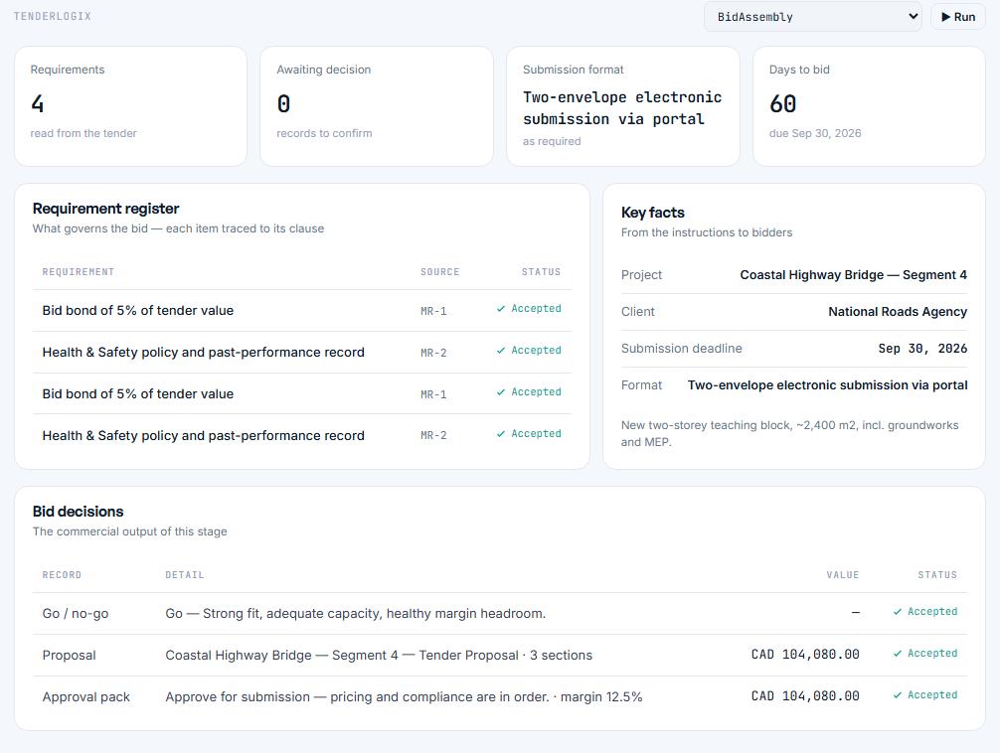 TENDERLOGIX
BidAssembly
▶ Run
Requirements
4
read from the tender
Awaiting decision
0
records to confirm
Submission format
Two-envelope electronic
submission via portal
as required
Days to bid
60
due Sep 30, 2026
Requirement register
What governs the bid — each item traced to its clause
REQUIREMENT SOURCE STATUS
Bid bond of 5% of tender value MR-1 ✓ Accepted
Health & Safety policy and past-performance record MR-2 ✓ Accepted
Bid bond of 5% of tender value MR-1 ✓ Accepted
Health & Safety policy and past-performance record MR-2 ✓ Accepted
Key facts
From the instructions to bidders
Project Coastal Highway Bridge — Segment 4
Client National Roads Agency
Submission deadline Sep 30, 2026
Format Two-envelope electronic submission via portal
New two-storey teaching block, ~2,400 m2, incl. groundworks
and MEP.
Bid decisions
The commercial output of this stage
RECORD DETAIL VALUE STATUS
Go / no-go Go — Strong fit, adequate capacity, healthy margin headroom. — ✓ Accepted
Proposal Coastal Highway Bridge — Segment 4 — Tender Proposal · 3 sections CAD 104,080.00 ✓ Accepted
Approval pack Approve for submission — pricing and compliance are in order. · margin 12.5% CAD 104,080.00 ✓ Accepted